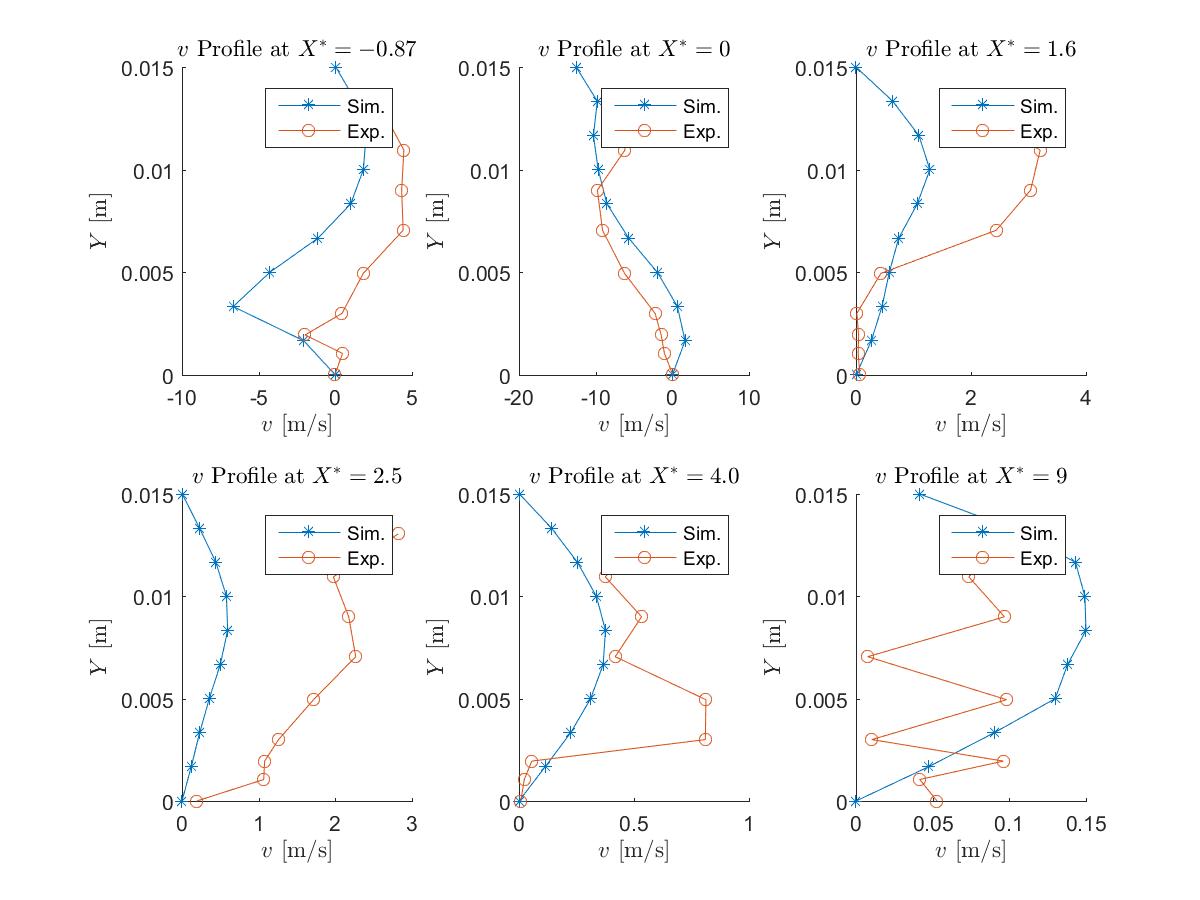 v Profile at X* = −0.87
0.015
0.01
0.005
0
-10 -5 0 5
Y [m]
v [m/s]
Sim.
Exp.
v Profile at X* = 0
0.015
0.01
0.005
0
-20 -10 0 10
Y [m]
v [m/s]
Sim.
Exp.
v Profile at X* = 1.6
0.015
0.01
0.005
0
0 2 4
Y [m]
v [m/s]
Sim.
Exp.
v Profile at X* = 2.5
0.015
0.01
0.005
0
0 1 2 3
Y [m]
v [m/s]
Sim.
Exp.
v Profile at X* = 4.0
0.015
0.01
0.005
0
0 0.5 1
Y [m]
v [m/s]
Sim.
Exp.
v Profile at X* = 9
0.015
0.01
0.005
0
0 0.05 0.1 0.15
Y [m]
v [m/s]
Sim.
Exp.